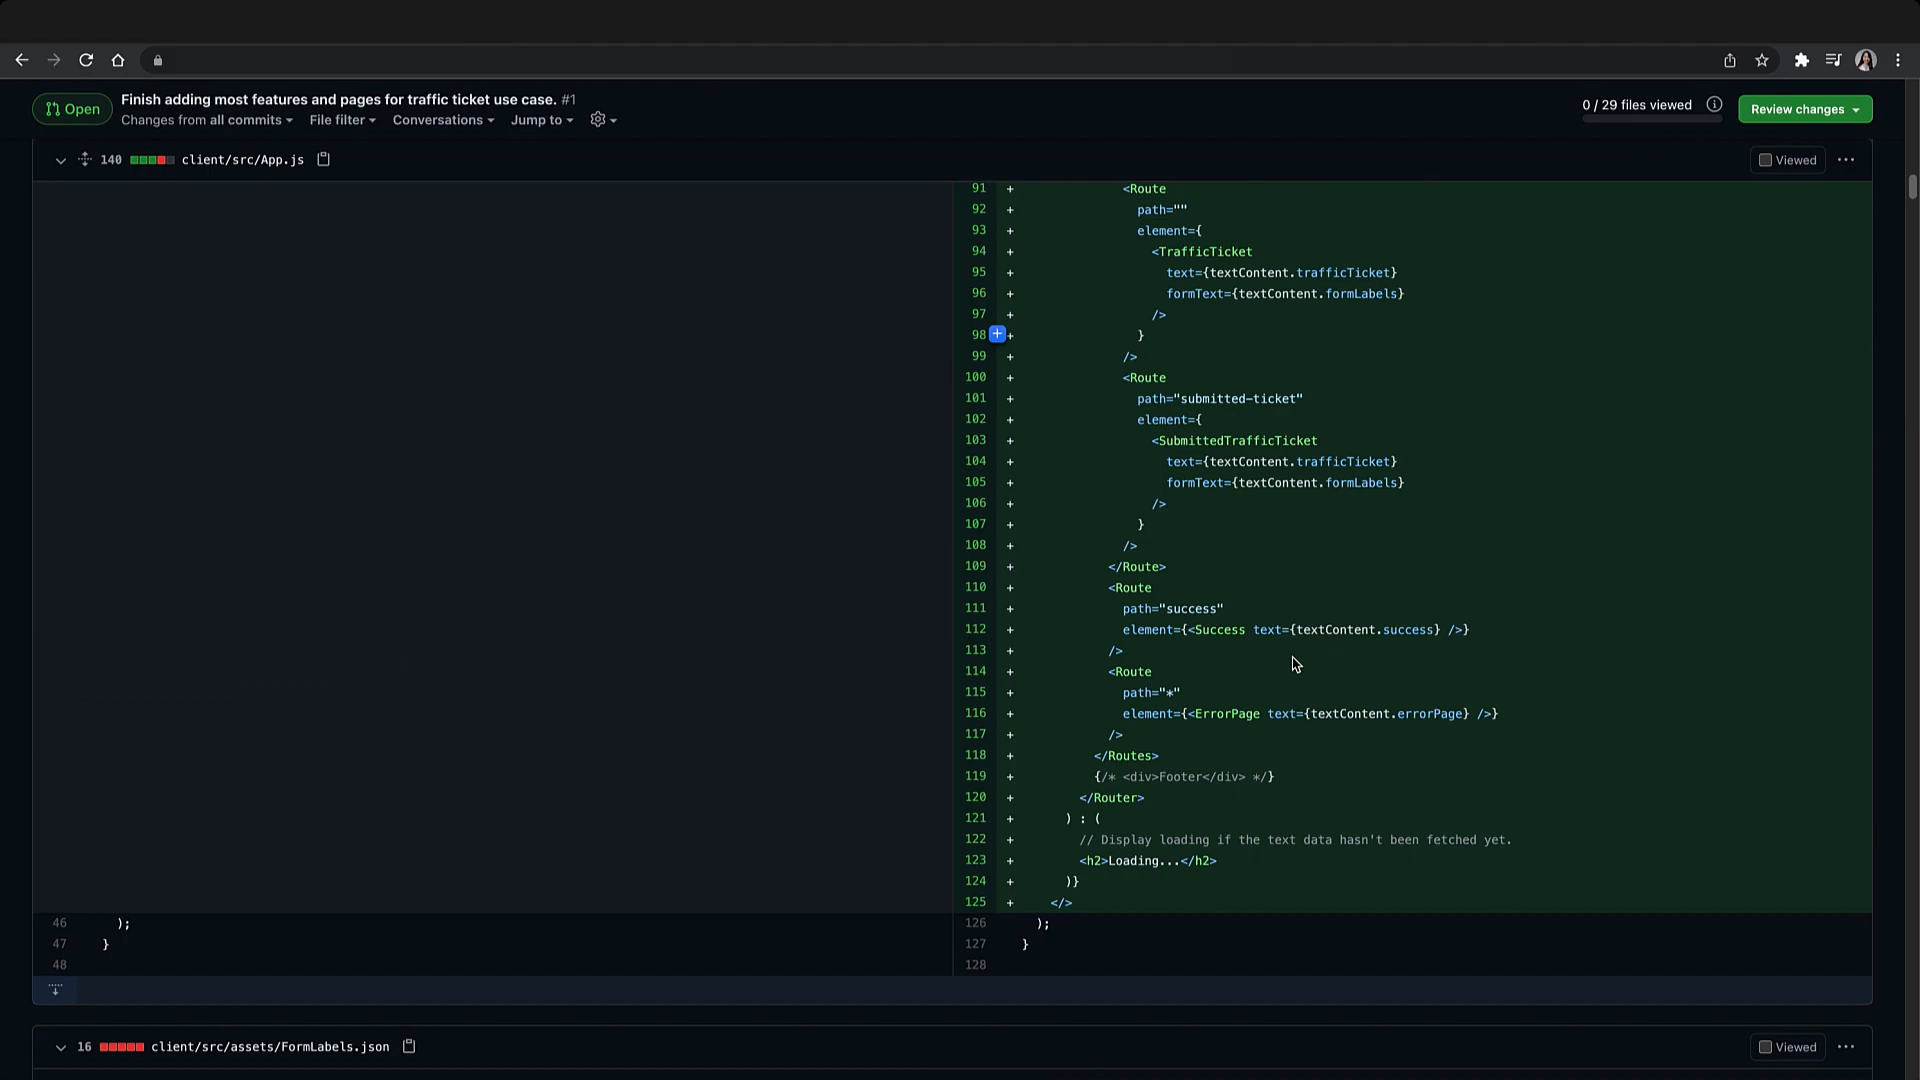 Open
Finish adding most features and pages for traffic ticket use case. #1
Changes from all commits
File filter
Conversations
Jump to
0 / 29 files viewed
Review changes
140 client/src/App.js
Viewed
91 + <Route
92 + path=""
93 + element={
94 + <TrafficTicket
95 + text={textContent.trafficTicket}
96 + formText={textContent.formLabels}
97 + />
98 + }
99 + />
100 + <Route
101 + path="submitted-ticket"
102 + element={
103 + <SubmittedTrafficTicket
104 + text={textContent.trafficTicket}
105 + formText={textContent.formLabels}
106 + />
107 + }
108 + />
109 + </Route>
110 + <Route
111 + path="success"
112 + element={<Success text={textContent.success} />}
113 + />
114 + <Route
115 + path="*"
116 + element={<ErrorPage text={textContent.errorPage} />}
117 + />
118 + </Routes>
119 + {/* <div>Footer</div> */}
120 + </Router>
121 + ) : (
122 + // Display loading if the text data hasn't been fetched yet.
123 + <h2>Loading...</h2>
124 + )}
125 + </>
46 ); 126 );
47 } 127 }
48 128
16 client/src/assets/FormLabels.json
Viewed